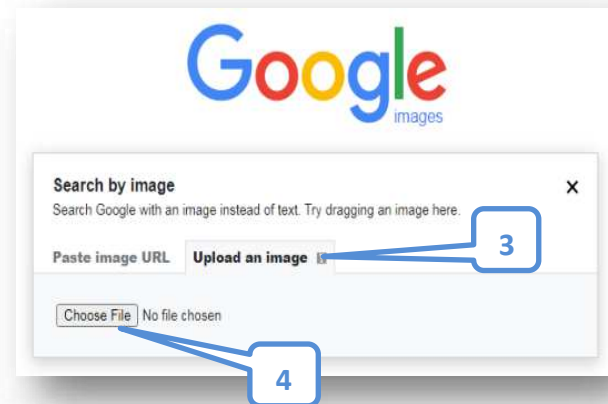 Google
images
Search by image
Search Google with an image instead of text. Try dragging an image here.
3
Paste image URL Upload an image
Choose File No file chosen
4